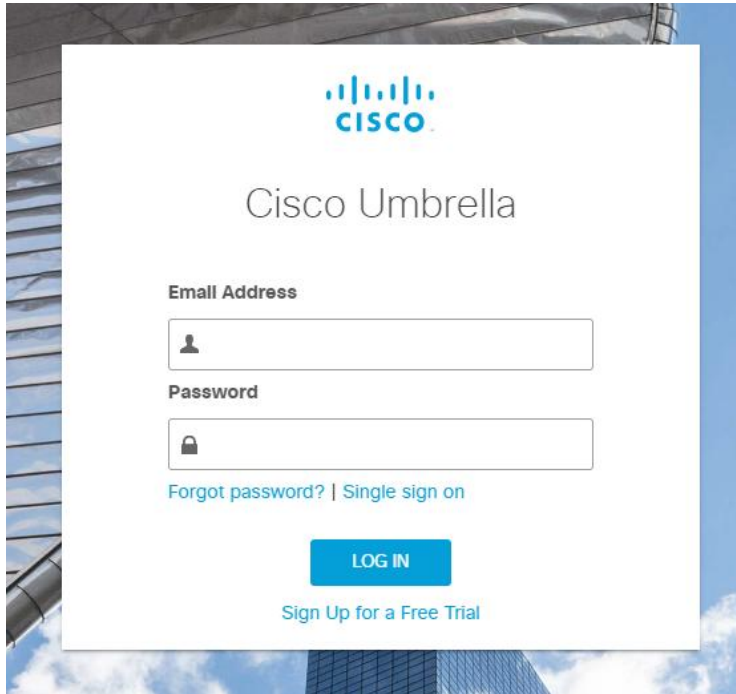 CISCO
Cisco Umbrella
Email Address
Password
Forgot password? | Single sign on
LOG IN
Sign Up for a Free Trial